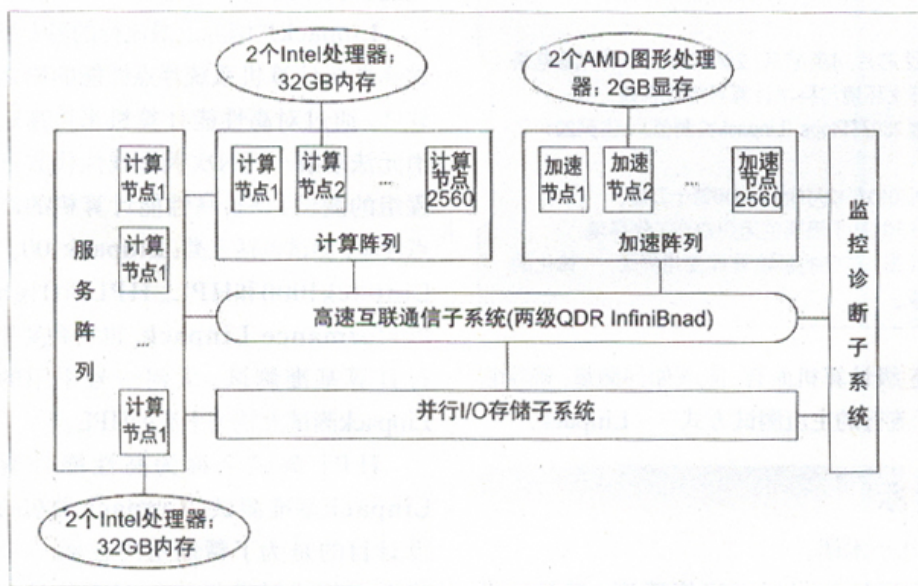 2个Intel处理器；
32GB内存
2个AMD图形处理
器；2GB显存
服务阵列
计算
节点1
计算
节点1
...
计算
节点1
计算
节点1
计算
节点2
...
计算
节点
2560
计算阵列
加速
节点1
加速
节点2
...
加速
节点
2560
加速阵列
监控诊断子系统
高速互联通信子系统(两级QDR InfiniBnad)
并行I/O存储子系统
2个Intel处理器；
32GB内存